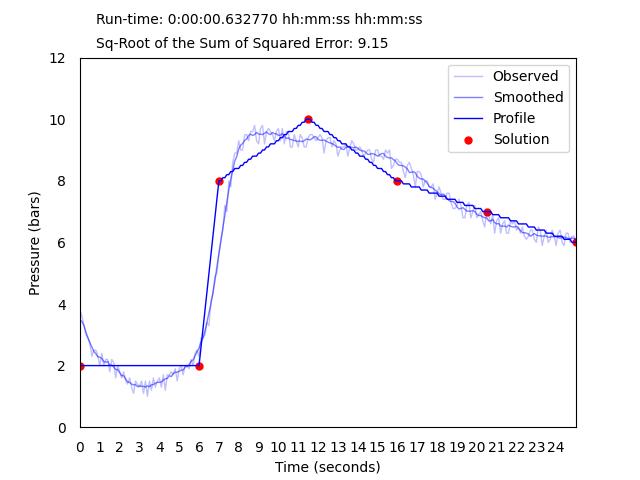 Run-time: 0:00:00.632770 hh:mm:ss hh:mm:ss
Sq-Root of the Sum of Squared Error: 9.15
12
10
8
6
4
2
0
Pressure (bars)
Observed
Smoothed
Profile
Solution
0 1 2 3 4 5 6 7 8 9 10 11 12 13 14 15 16 17 18 19 20 21 22 23 24
Time (seconds)